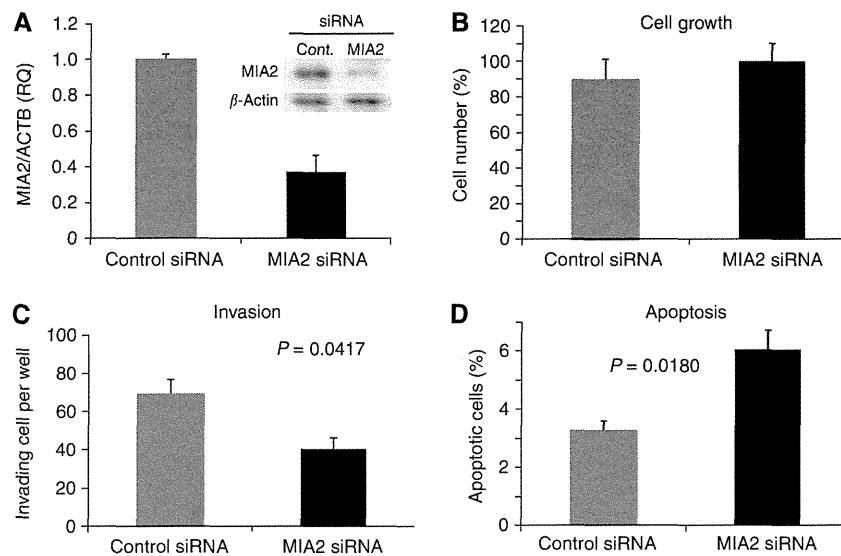 A
MIA2/ACTB (RQ)
1.2
1.0
0.8
0.6
0.4
0.2
0
Control siRNA
MIA2 siRNA
siRNA
Cont.
MIA2
MIA2
β-Actin
B
Cell growth
Cell number (%)
120
100
80
60
40
20
0
Control siRNA
MIA2 siRNA
C
Invasion
P = 0.0417
Invading cell per well
100
80
60
40
20
0
Control siRNA
MIA2 siRNA
D
Apoptosis
P = 0.0180
Apoptotic cells (%)
6
4
2
0
Control siRNA
MIA2 siRNA